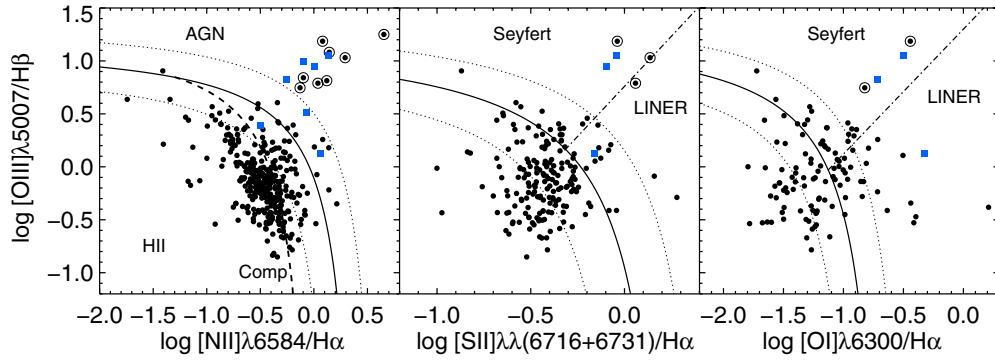 1.5
1.0
0.5
0.0
−0.5
−1.0
log [OIII]λ5007/Hβ
AGN
HII
Comp
−2.0 −1.5 −1.0 −0.5 0.0 0.5
log [NII]λ6584/Hα
Seyfert
LINER
−1.0 −0.5 0.0 0.5
log [SII]λλ(6716+6731)/Hα
Seyfert
LINER
−2.0 −1.5 −1.0 −0.5 0.0
log [OI]λ6300/Hα